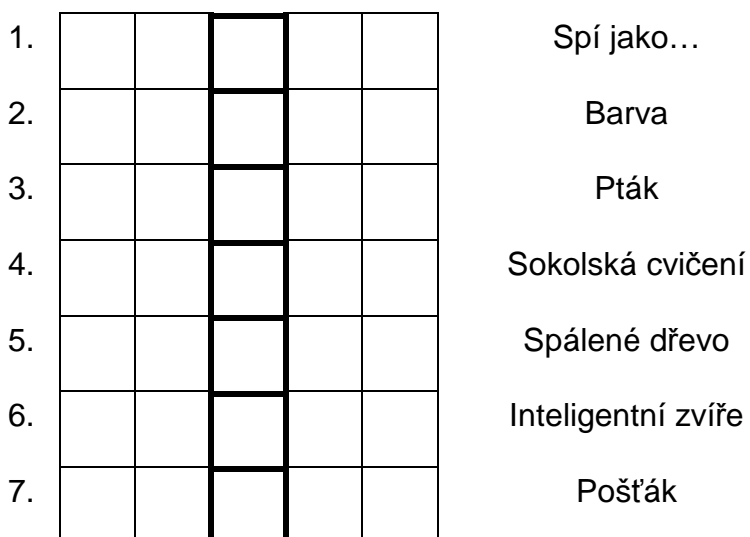 1. Spí jako…
2. Barva
3. Pták
4. Sokolská cvičení
5. Spálené dřevo
6. Inteligentní zvíře
7. Pošťák